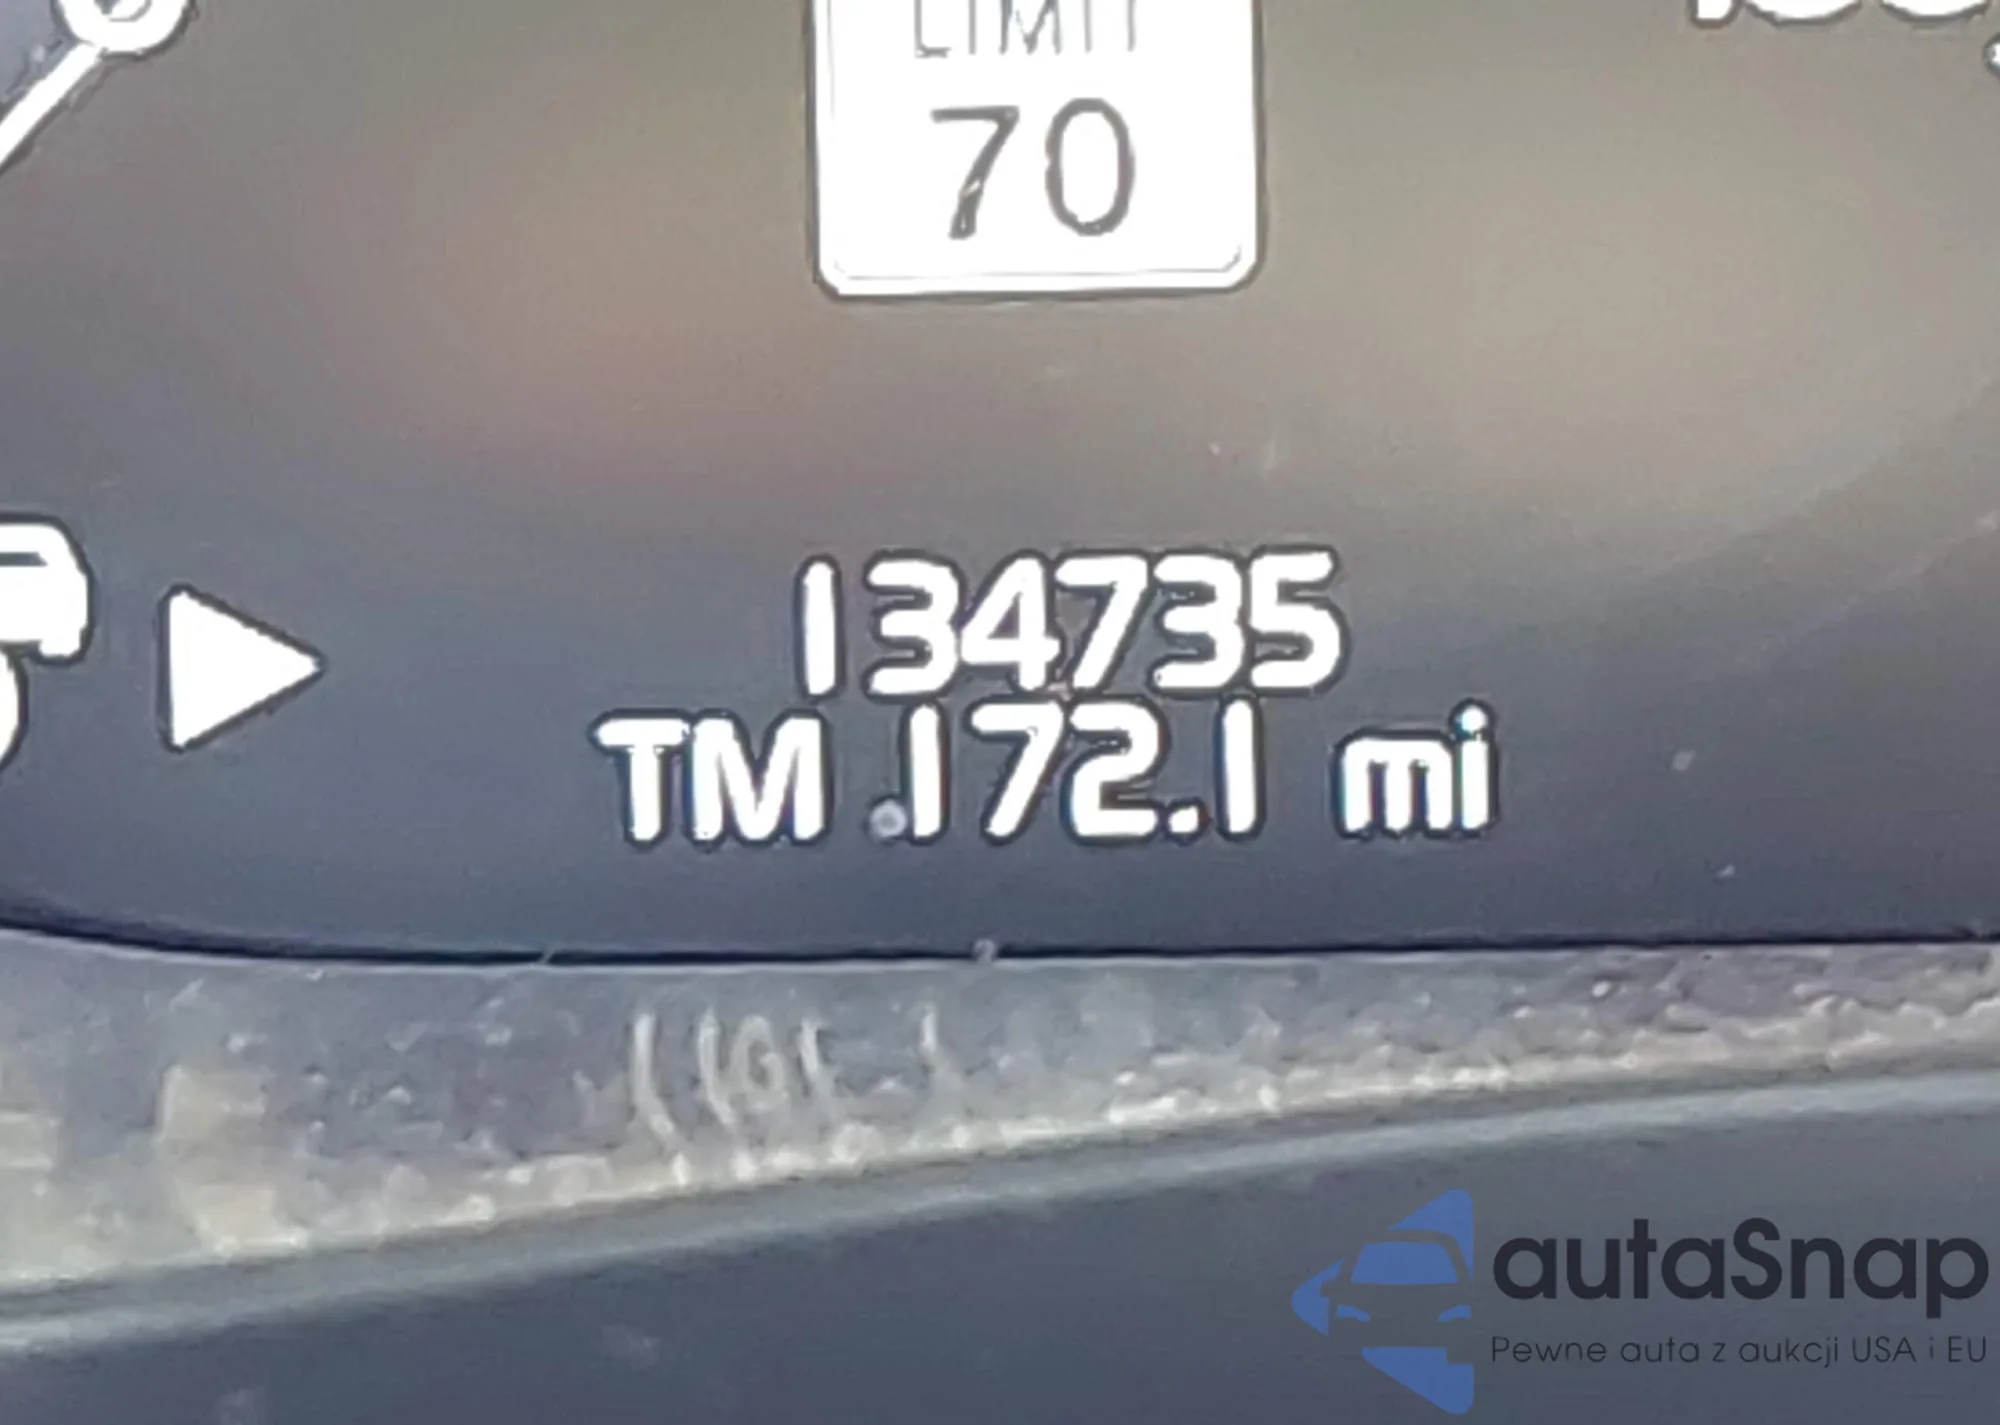 LIMIT
70
134735
TM 172.1 mi
autaSnap
Pewne auta z aukcji USA i EU